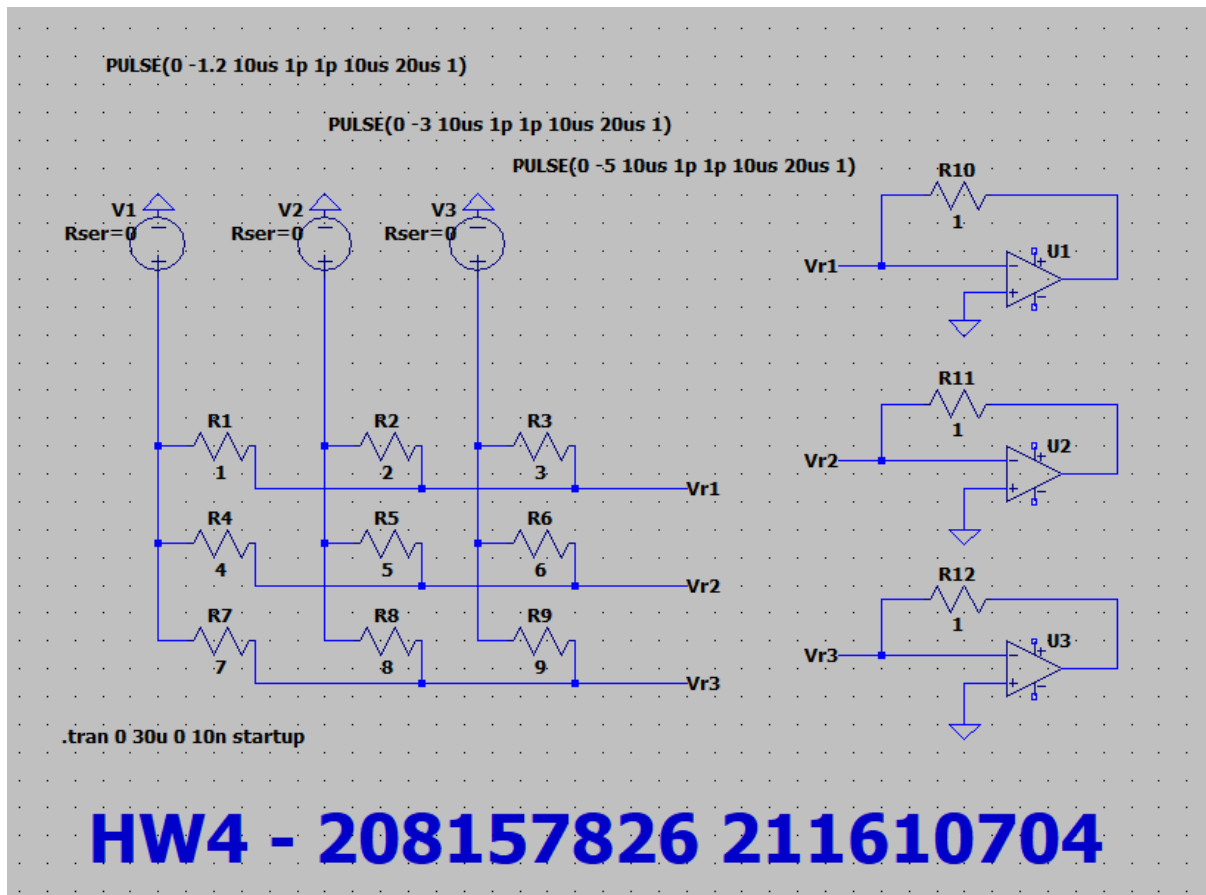 PULSE(0 -1.2 10us 1p 1p 10us 20us 1)
PULSE(0 -3 10us 1p 1p 10us 20us 1)
PULSE(0 -5 10us 1p 1p 10us 20us 1)
V1
Rser=0
V2
Rser=0
V3
Rser=0
R10
1
U1
Vr1
R11
1
U2
Vr2
R12
1
U3
Vr3
R1
1
R2
2
R3
3
Vr1
R4
4
R5
5
R6
6
Vr2
R7
7
R8
8
R9
9
Vr3
.tran 0 30u 0 10n startup
HW4 - 208157826 211610704